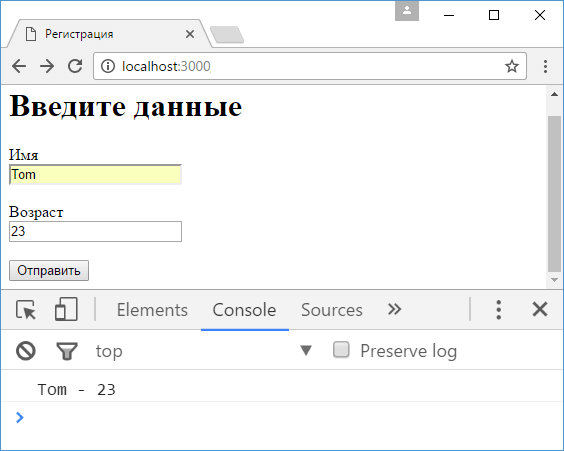 Регистрация
localhost:3000
Введите данные
Имя
Tom
Возраст
23
Отправить
Elements Console Sources
top Preserve log
Tom - 23